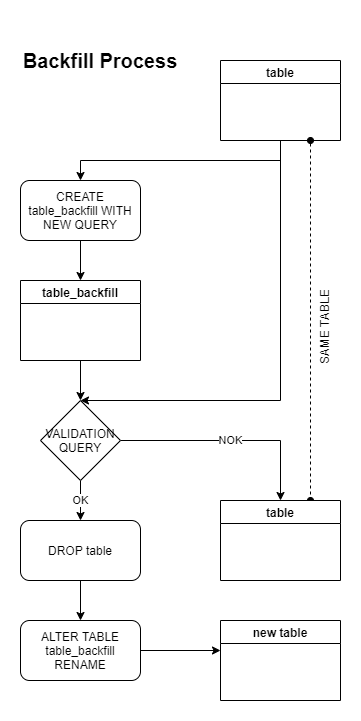 Backfill Process
table
CREATE
table_backfill WITH
NEW QUERY
table_backfill
SAME TABLE
VALIDATION
QUERY
NOK
OK
table
DROP table
ALTER TABLE
table_backfill
RENAME
new table